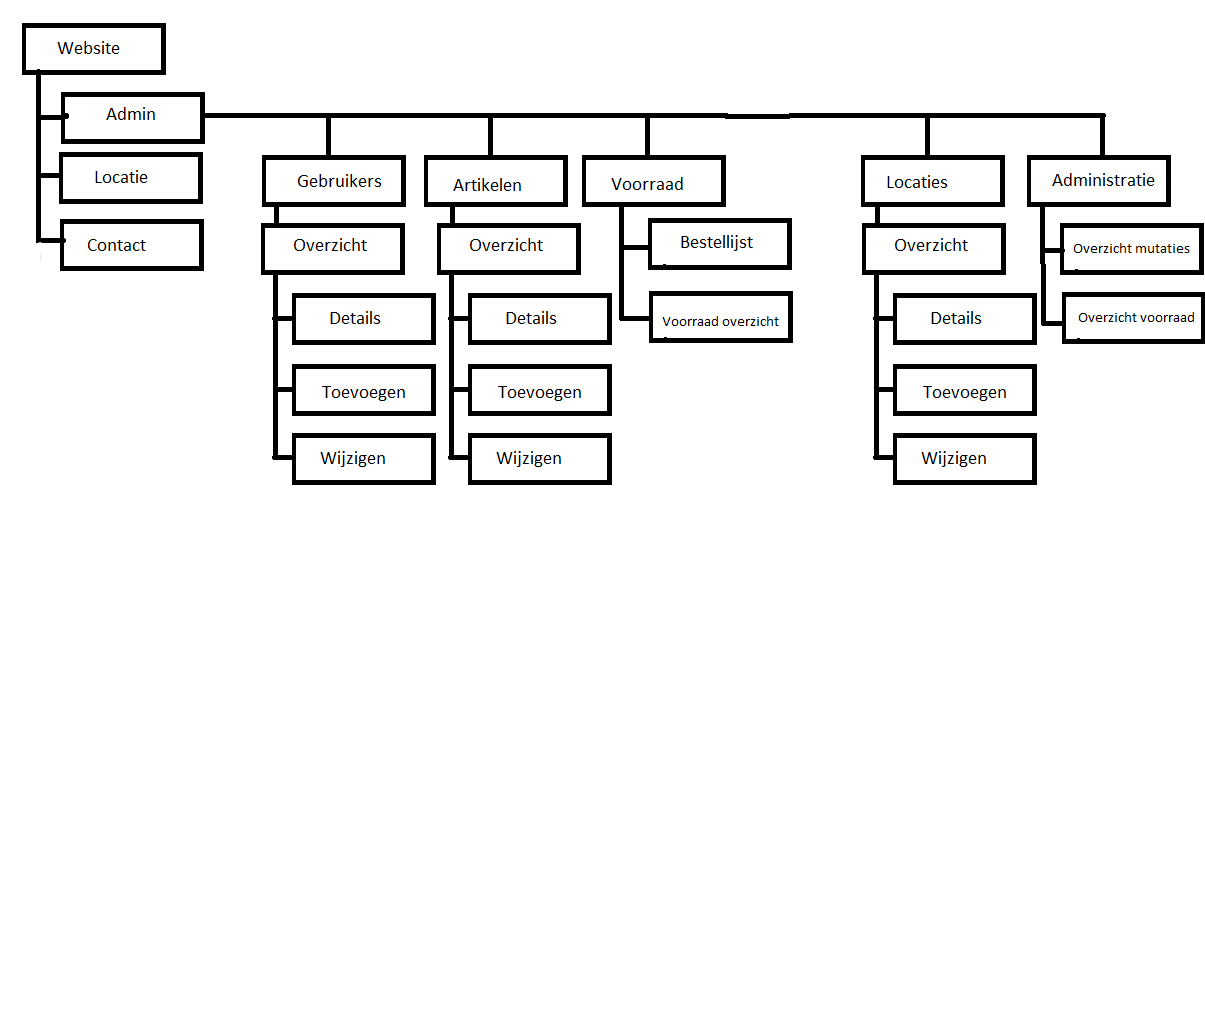 Website
Admin
Locatie
Contact
Gebruikers
Artikelen
Voorraad
Locaties
Administratie
Overzicht
Overzicht
Bestellijst
Overzicht
Overzicht mutaties
Details
Details
Voorraad overzicht
Details
Overzicht voorraad
Toevoegen
Toevoegen
Toevoegen
Wijzigen
Wijzigen
Wijzigen